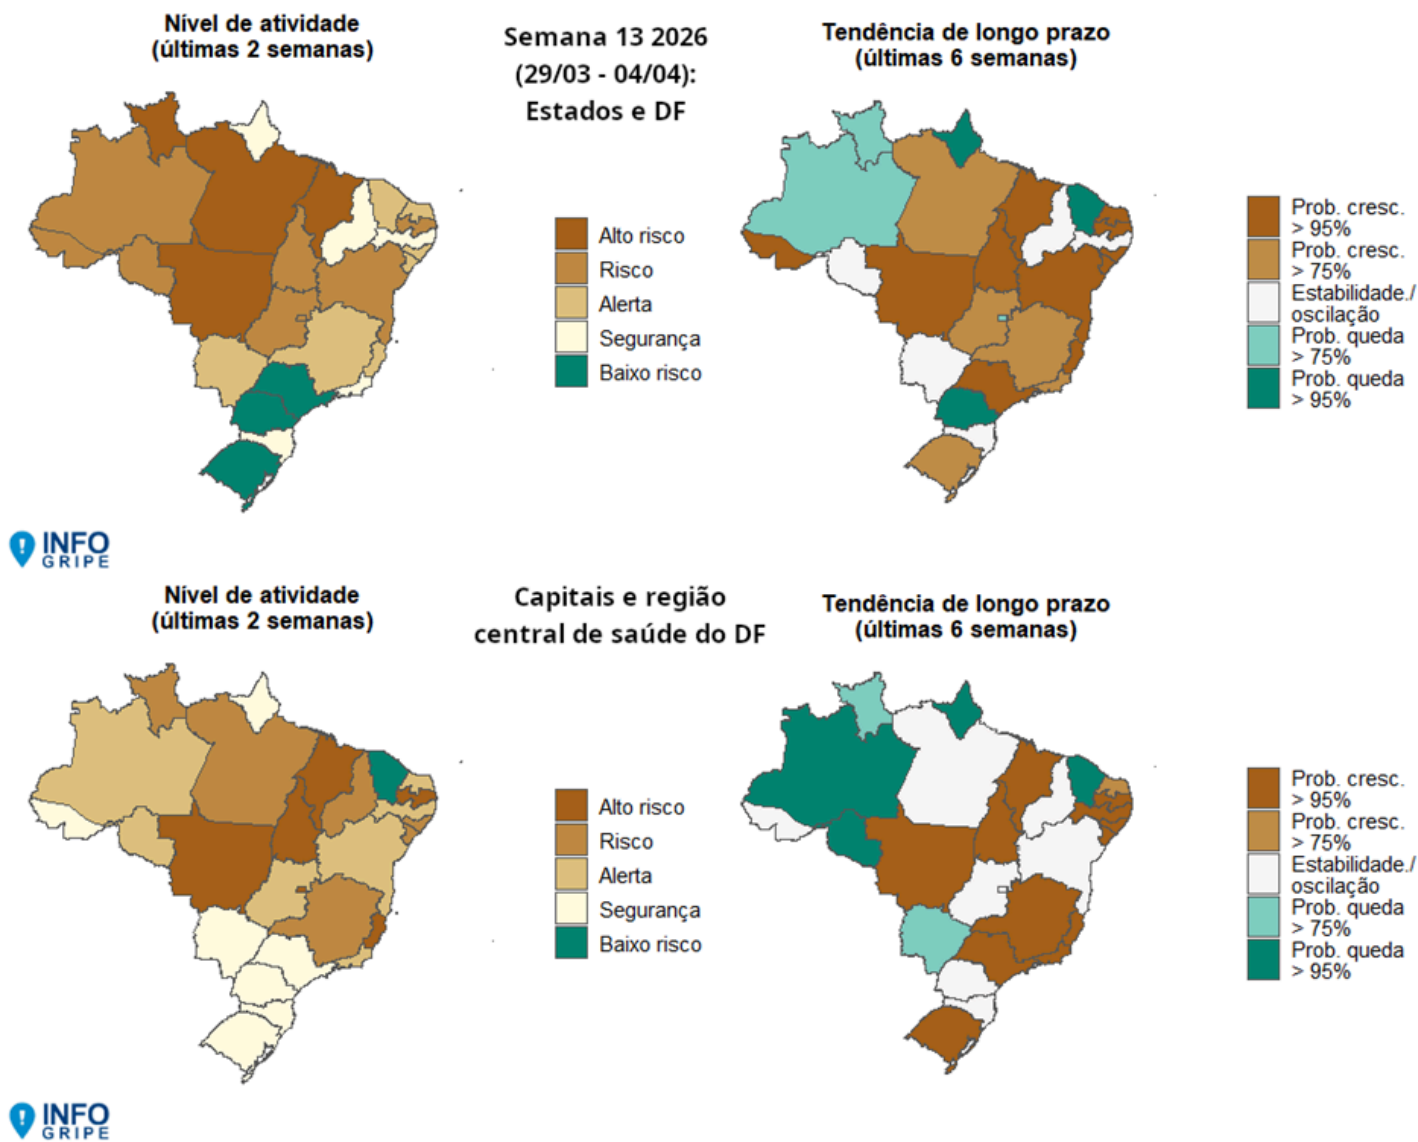 Nível de atividade
(últimas 2 semanas)
Semana 13 2026
(29/03 - 04/04):
Estados e DF
Tendência de longo prazo
(últimas 6 semanas)
Alto risco
Risco
Alerta
Segurança
Baixo risco
Prob. cresc.
> 95%
Prob. cresc.
> 75%
Estabilidade./
oscilação
Prob. queda
> 75%
Prob. queda
> 95%
INFO
GRIPE
Nível de atividade
(últimas 2 semanas)
Capitais e região
central de saúde do DF
Tendência de longo prazo
(últimas 6 semanas)
Alto risco
Risco
Alerta
Segurança
Baixo risco
Prob. cresc.
> 95%
Prob. cresc.
> 75%
Estabilidade./
oscilação
Prob. queda
> 75%
Prob. queda
> 95%
INFO
GRIPE